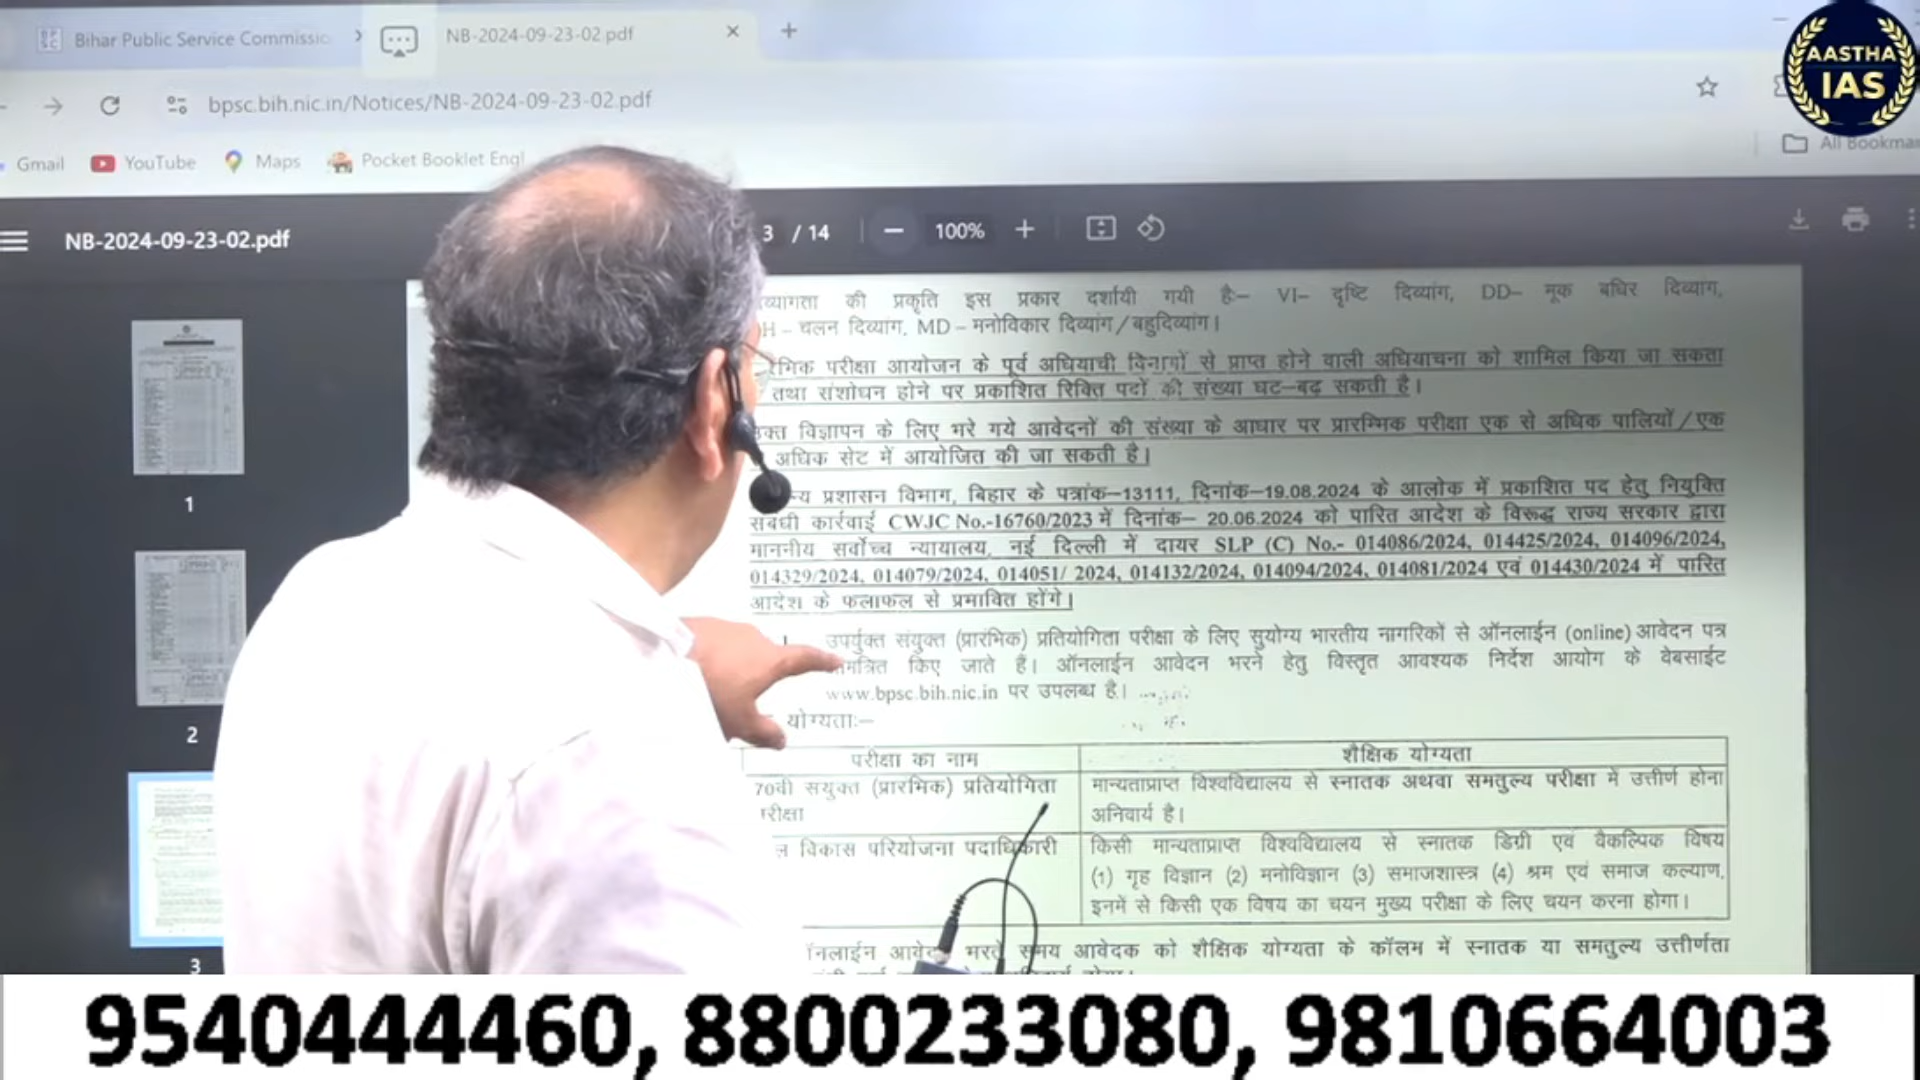 Bihar Public Service Commissio
NB-2024-09-23-02.pdf
AASTHA
IAS
bpsc.bih.nic.in/Notices/NB-2024-09-23-02.pdf
Gmail YouTube Maps Pocket Booklet Engl
All Bookmar
NB-2024-09-23-02.pdf 3 / 14 100%
की प्रकृति इस प्रकार दर्शायी गयी है:– VI– दृष्टि दिव्यांग, DD– मूक बधिर दिव्यांग,
H – चलन दिव्यांग, MD – मनोविकार दिव्यांग/बहुदिव्यांग।
परीक्षा आयोजन के पूर्व अधियाची विभागों से प्राप्त होने वाली अधियाचना को शामिल किया जा सकता
तथा संशोधन होने पर प्रकाशित रिक्ति पदों की संख्या घट–बढ़ सकती है।
विज्ञापन के लिए भरे गये आवेदनों की संख्या के आधार पर प्रारम्भिक परीक्षा एक से अधिक पालियों/एक
अधिक सेट में आयोजित की जा सकती है।
प्रशासन विभाग, बिहार के पत्रांक–13111, दिनांक–19.08.2024 के आलोक में प्रकाशित पद हेतु नियुक्ति
संबंधी कार्रवाई CWJC No.-16760/2023 में दिनांक– 20.06.2024 को पारित आदेश के विरूद्ध राज्य सरकार द्वारा
माननीय सर्वोच्च न्यायालय, नई दिल्ली में दायर SLP (C) No.- 014086/2024, 014425/2024, 014096/2024,
014329/2024, 014079/2024, 014051/ 2024, 014132/2024, 014094/2024, 014081/2024 एवं 014430/2024 में पारित
आदेश के फलाफल से प्रभावित होंगे।
उपर्युक्त संयुक्त (प्रारंभिक) प्रतियोगिता परीक्षा के लिए सुयोग्य भारतीय नागरिकों से ऑनलाईन (online) आवेदन पत्र
किए जाते हैं। ऑनलाईन आवेदन भरने हेतु विस्तृत आवश्यक निर्देश आयोग के वेबसाईट
www.bpsc.bih.nic.in पर उपलब्ध है।
योग्यता:–
परीक्षा का नाम शैक्षिक योग्यता
70वी संयुक्त (प्रारंभिक) प्रतियोगिता मान्यताप्राप्त विश्वविद्यालय से स्नातक अथवा समतुल्य परीक्षा में उत्तीर्ण होना
अनिवार्य है।
विकास परियोजना पदाधिकारी किसी मान्यताप्राप्त विश्वविद्यालय से स्नातक डिग्री एवं वैकल्पिक विषय
(1) गृह विज्ञान (2) मनोविज्ञान (3) समाजशास्त्र (4) श्रम एवं समाज कल्याण,
इनमें से किसी एक विषय का चयन मुख्य परीक्षा के लिए चयन करना होगा।
भरते समय आवेदक को शैक्षिक योग्यता के कॉलम में स्नातक या समतुल्य उत्तीर्णता
1
2
3
9540444460, 8800233080, 9810664003